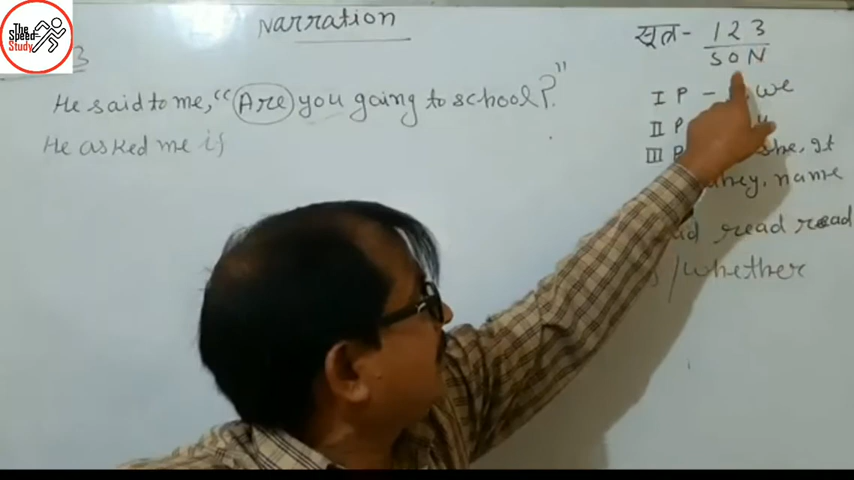 The
Speed
Study
3
Narration
सूत्र - 1 2 3
S O N
He said to me, "Are you going to school?".
He asked me if
I P - we
II P
III P she, It
they, name
read read
/whether